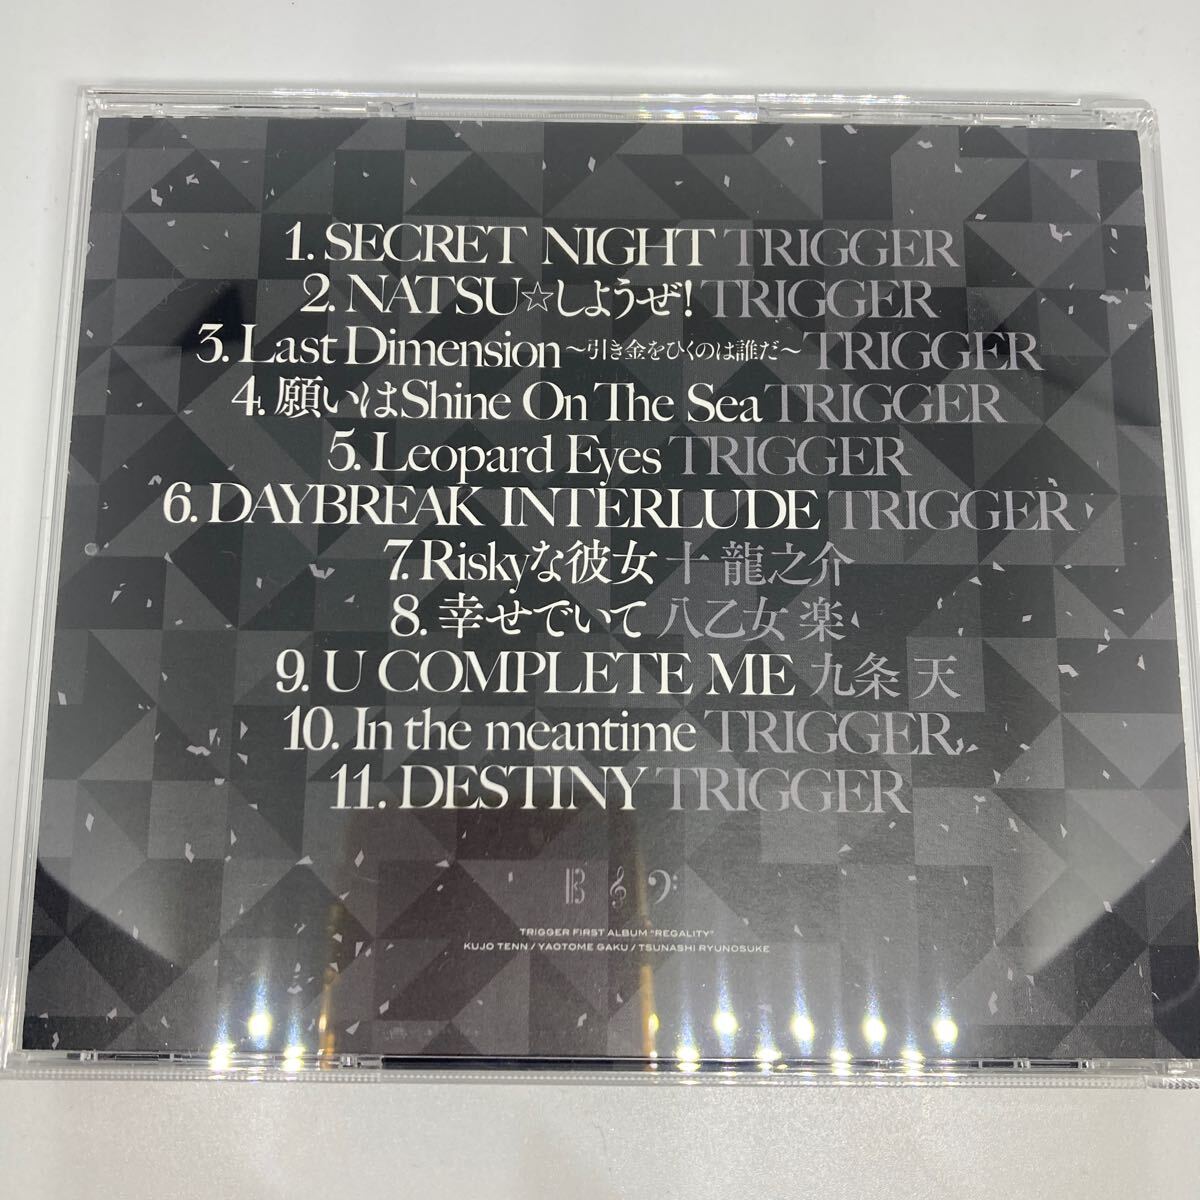 1. SECRET NIGHT TRIGGER
2. NATSU☆しようぜ! TRIGGER
3. Last Dimension～引き金をひくのは誰だ～ TRIGGER
4. 願いはShine On The Sea TRIGGER
5. Leopard Eyes TRIGGER
6. DAYBREAK INTERLUDE TRIGGER
7. Riskyな彼女 十 龍之介
8. 幸せでいて 八乙女 楽
9. U COMPLETE ME 九条 天
10. In the meantime TRIGGER
11. DESTINY TRIGGER
TRIGGER FIRST ALBUM "REGALITY"
KUJO TENN / YAOTOME GAKU / TSUNASHI RYUNOSUKE